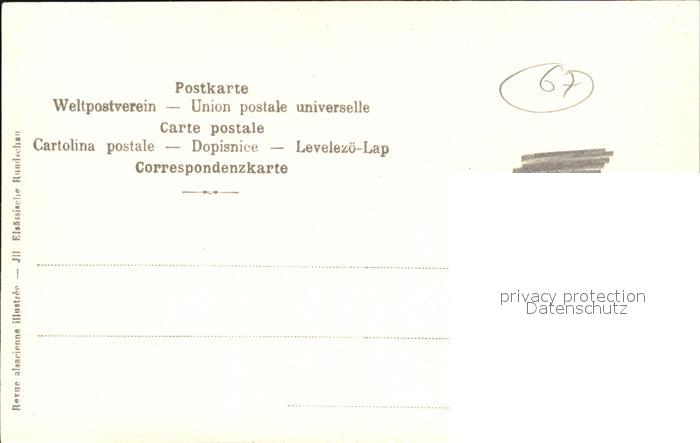 Postkarte
Weltpostverein — Union postale universelle
Carte postale
Cartolina postale — Dopisnice — Levelezö-Lap
Correspondenzkarte
67
Revue alsacienne illustrée — Jll Elsässische Rundschau
privacy protection
Datenschutz